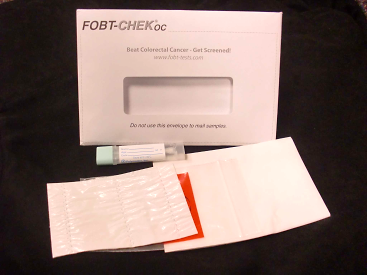 FOBT-CHEK®OC
Beat Colorectal Cancer - Get Screened!
www.fobt-tests.com
Do not use this envelope to mail samples.